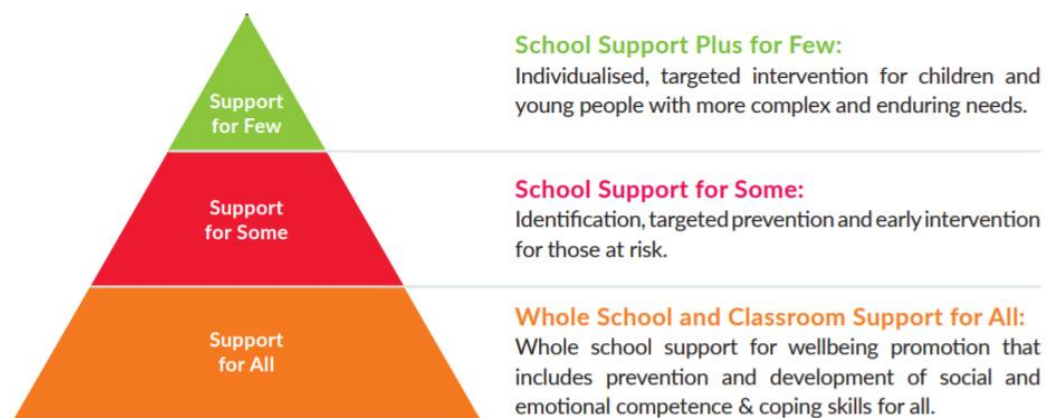 Support
for Few
School Support Plus for Few:
Individualised, targeted intervention for children and
young people with more complex and enduring needs.
Support
for Some
School Support for Some:
Identification, targeted prevention and early intervention
for those at risk.
Support
for All
Whole School and Classroom Support for All:
Whole school support for wellbeing promotion that
includes prevention and development of social and
emotional competence & coping skills for all.